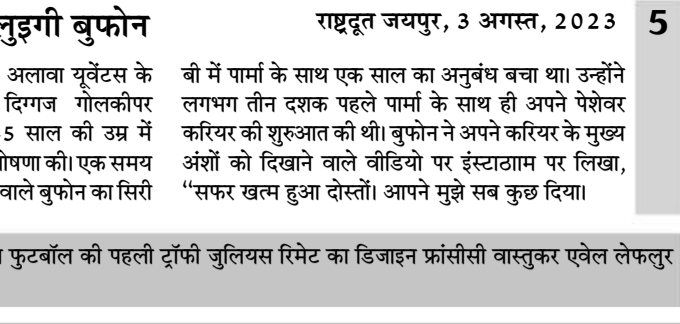 लुइगी बुफोन
राष्ट्रदूत जयपुर, 3 अगस्त, 2023
5
अलावा यूवेंटस के
दिग्गज गोलकीपर
5 साल की उम्र में
ोषणा की। एक समय
वाले बुफोन का सिरी
बी में पार्मा के साथ एक साल का अनुबंध बचा था। उन्होंने
लगभग तीन दशक पहले पार्मा के साथ ही अपने पेशेवर
करियर की शुरुआत की थी। बुफोन ने अपने करियर के मुख्य
अंशों को दिखाने वाले वीडियो पर इंस्टाठााम पर लिखा,
“सफर खत्म हुआ दोस्तों। आपने मुझे सब कुछ दिया।
फुटबॉल की पहली ट्रॉफी जुलियस रिमेट का डिजाइन फ्रांसीसी वास्तुकर एवेल लेफलुर